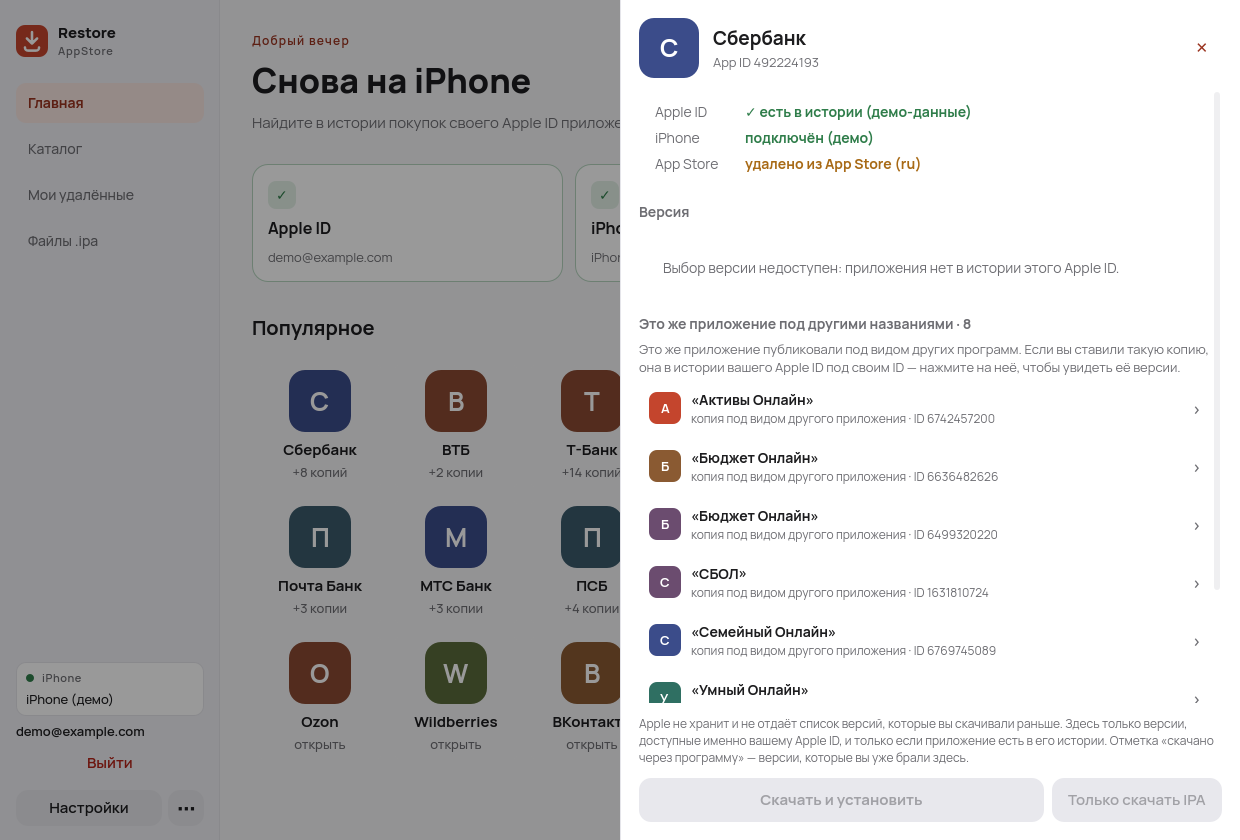 Restore
AppStore
Главная
Каталог
Мои удалённые
Файлы .ipa
iPhone
iPhone (демо)
demo@example.com
Выйти
Настройки
Добрый вечер
Снова на iPhone
Найдите в истории покупок своего Apple ID приложе
✓
Apple ID
demo@example.com
✓
iPho
iPhon
Популярное
С
Сбербанк
+8 копий
В
ВТБ
+2 копии
Т
Т-Банк
+14 копий
П
Почта Банк
+3 копии
М
МТС Банк
+3 копии
П
ПСБ
+4 копии
O
Ozon
открыть
W
Wildberries
открыть
В
ВКонтакт
открыть
С
Сбербанк
App ID 492224193
✕
Apple ID ✓ есть в истории (демо-данные)
iPhone подключён (демо)
App Store удалено из App Store (ru)
Версия
Выбор версии недоступен: приложения нет в истории этого Apple ID.
Это же приложение под другими названиями · 8
Это же приложение публиковали под видом других программ. Если вы ставили такую копию,
она в истории вашего Apple ID под своим ID — нажмите на неё, чтобы увидеть её версии.
А
«Активы Онлайн»
копия под видом другого приложения · ID 6742457200
Б
«Бюджет Онлайн»
копия под видом другого приложения · ID 6636482626
Б
«Бюджет Онлайн»
копия под видом другого приложения · ID 6499320220
С
«СБОЛ»
копия под видом другого приложения · ID 1631810724
С
«Семейный Онлайн»
копия под видом другого приложения · ID 6769745089
У
«Умный Онлайн»
Apple не хранит и не отдаёт список версий, которые вы скачивали раньше. Здесь только версии,
доступные именно вашему Apple ID, и только если приложение есть в его истории. Отметка «скачано
через программу» — версии, которые вы уже брали здесь.
Скачать и установить
Только скачать IPA